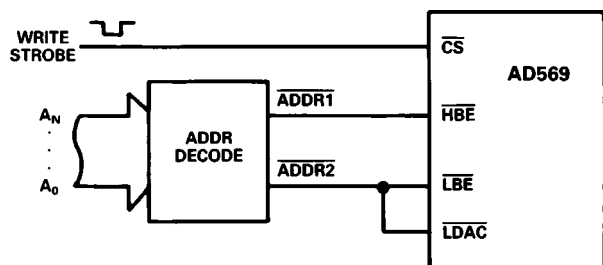 WRITE
STROBE
CS
AD569
A_N
.
.
.
A_0
ADDR
DECODE
ADDR1
HBE
ADDR2
LBE
LDAC